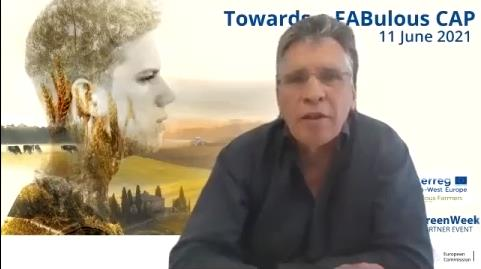 Towards FABulous CAP
11 June 2021
erreg
-West Europe
ous Farmers
reenWeek
RTNER EVENT
European
Commission